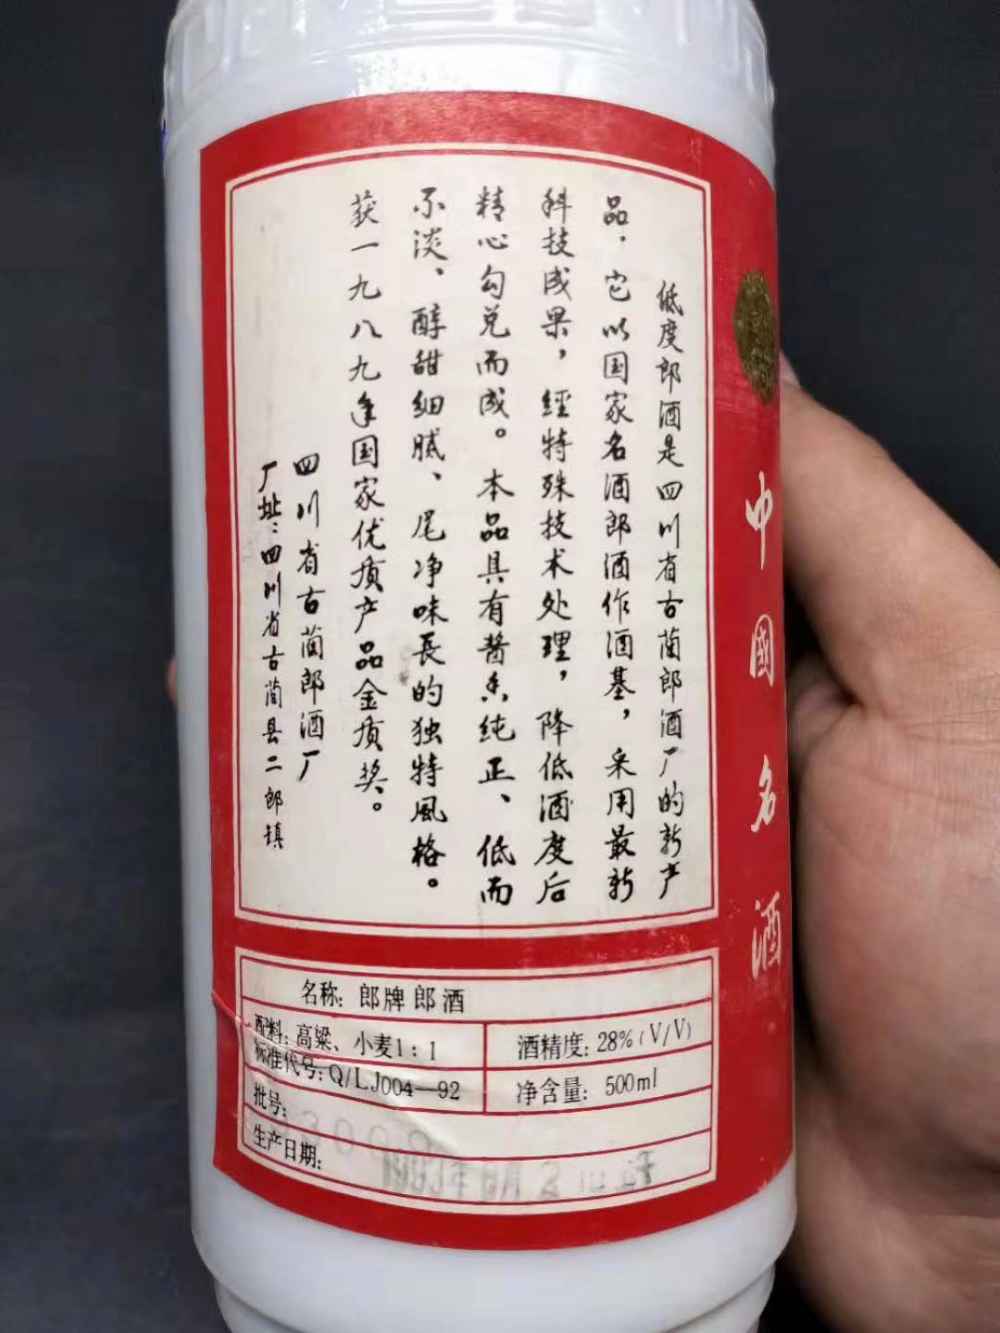 中國名酒
低度郎酒是四川省古蔺郎酒厂的新产
品，它以国家名酒郎酒作酒基，采用最新
科技成果，經特殊技术处理，降低酒度后
精心勾兑而成。本品具有醬香纯正、低而
不淡、醇甜细腻、尾净味長的独特風格。
获一九八九年国家优质产品金质奖。
四川省古蔺郎酒厂
厂址：四川省古蔺县二郎镇
名称：郎牌郎酒
配料：高粱、小麦1：1
酒精度：28%(V/V)
标准代号：Q/LJ004—92
净含量：500ml
批号：
生产日期：